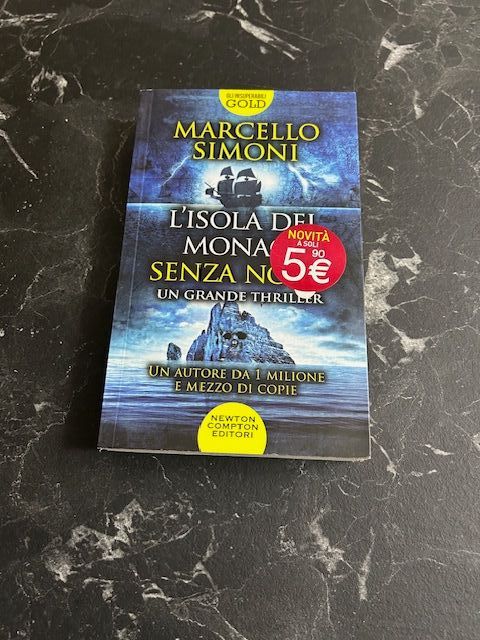 GLI INSUPERABILI
GOLD
MARCELLO
SIMONI
L'ISOLA DEI
MONAC
SENZA NO
UN GRANDE THRILLER
NOVITÀ
A SOLI
5,90 €
UN AUTORE DA 1 MILIONE
E MEZZO DI COPIE
NEWTON
COMPTON
EDITORI